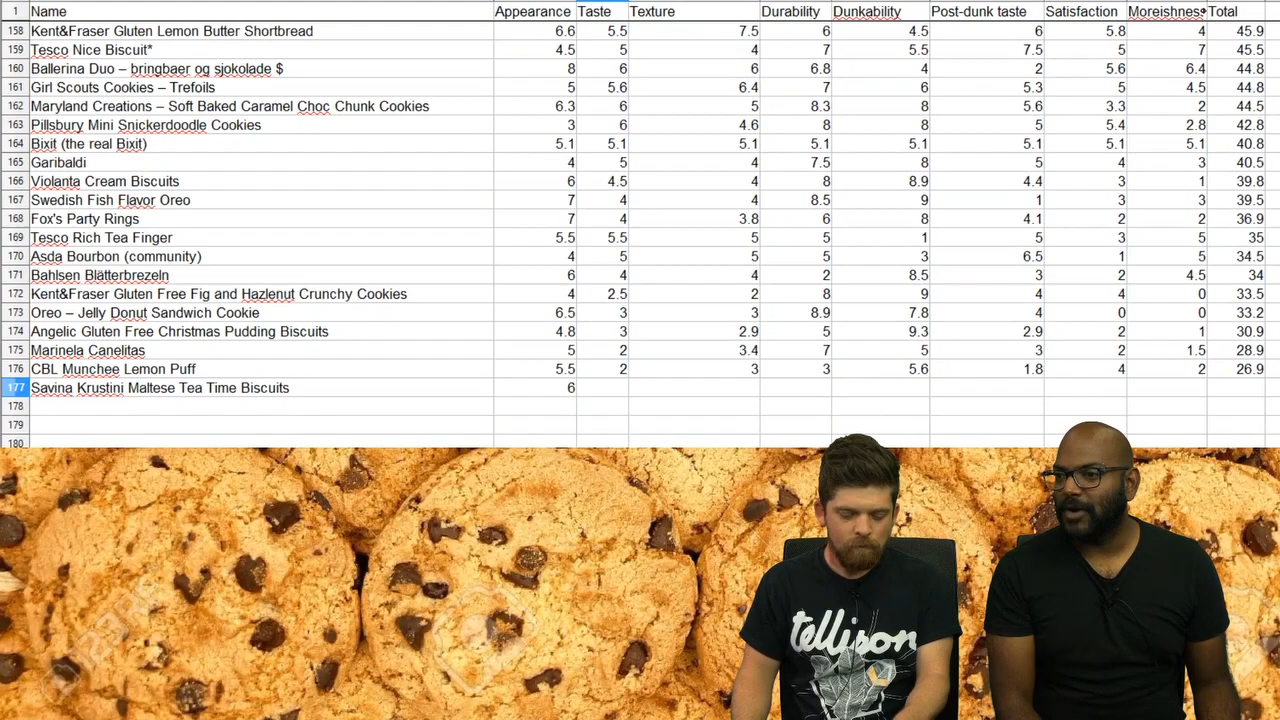 1 Name Appearance Taste Texture Durability Dunkability Post-dunk taste Satisfaction Moreishness Total
158 Kent&Fraser Gluten Lemon Butter Shortbread 6.6 5.5 7.5 6 4.5 6 5.8 4 45.9
159 Tesco Nice Biscuit* 4.5 5 4 7 5.5 7.5 5 7 45.5
160 Ballerina Duo – bringbaer og sjokolade $ 8 6 6 6.8 4 2 5.6 6.4 44.8
161 Girl Scouts Cookies – Trefoils 5 5.6 6.4 7 6 5.3 5 4.5 44.8
162 Maryland Creations – Soft Baked Caramel Choc Chunk Cookies 6.3 6 5 8.3 8 5.6 3.3 2 44.5
163 Pillsbury Mini Snickerdoodle Cookies 3 6 4.6 8 8 5 5.4 2.8 42.8
164 Bixit (the real Bixit) 5.1 5.1 5.1 5.1 5.1 5.1 5.1 5.1 40.8
165 Garibaldi 4 5 4 7.5 8 5 4 3 40.5
166 Violanta Cream Biscuits 6 4.5 4 8 8.9 4.4 3 1 39.8
167 Swedish Fish Flavor Oreo 7 4 4 8.5 9 1 3 3 39.5
168 Fox's Party Rings 7 4 3.8 6 8 4.1 2 2 36.9
169 Tesco Rich Tea Finger 5.5 5.5 5 5 1 5 3 5 35
170 Asda Bourbon (community) 4 5 5 5 3 6.5 1 5 34.5
171 Bahlsen Blätterbrezeln 6 4 4 2 8.5 3 2 4.5 34
172 Kent&Fraser Gluten Free Fig and Hazlenut Crunchy Cookies 4 2.5 2 8 9 4 4 0 33.5
173 Oreo – Jelly Donut Sandwich Cookie 6.5 3 3 8.9 7.8 4 0 0 33.2
174 Angelic Gluten Free Christmas Pudding Biscuits 4.8 3 2.9 5 9.3 2.9 2 1 30.9
175 Marinela Canelitas 5 2 3.4 7 5 3 2 1.5 28.9
176 CBL Munchee Lemon Puff 5.5 2 3 3 5.6 1.8 4 2 26.9
177 Savina Krustini Maltese Tea Time Biscuits 6
178
179
180
tellison
123RF